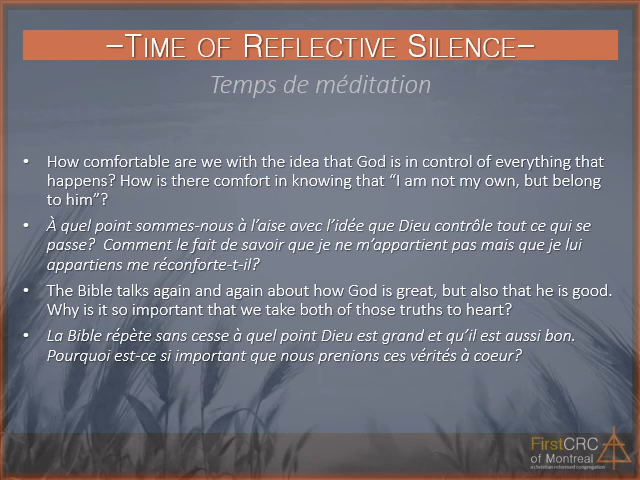 –Time of Reflective Silence–
Temps de méditation
• How comfortable are we with the idea that God is in control of everything that
happens? How is there comfort in knowing that “I am not my own, but belong
to him”?
• À quel point sommes-nous à l’aise avec l’idée que Dieu contrôle tout ce qui se
passe? Comment le fait de savoir que je ne m’appartient pas mais que je lui
appartiens me réconforte-t-il?
• The Bible talks again and again about how God is great, but also that he is good.
Why is it so important that we take both of those truths to heart?
• La Bible répète sans cesse à quel point Dieu est grand et qu’il est aussi bon.
Pourquoi est-ce si important que nous prenions ces vérités à coeur?
FirstCRC
of Montreal
a christian reformed congregation